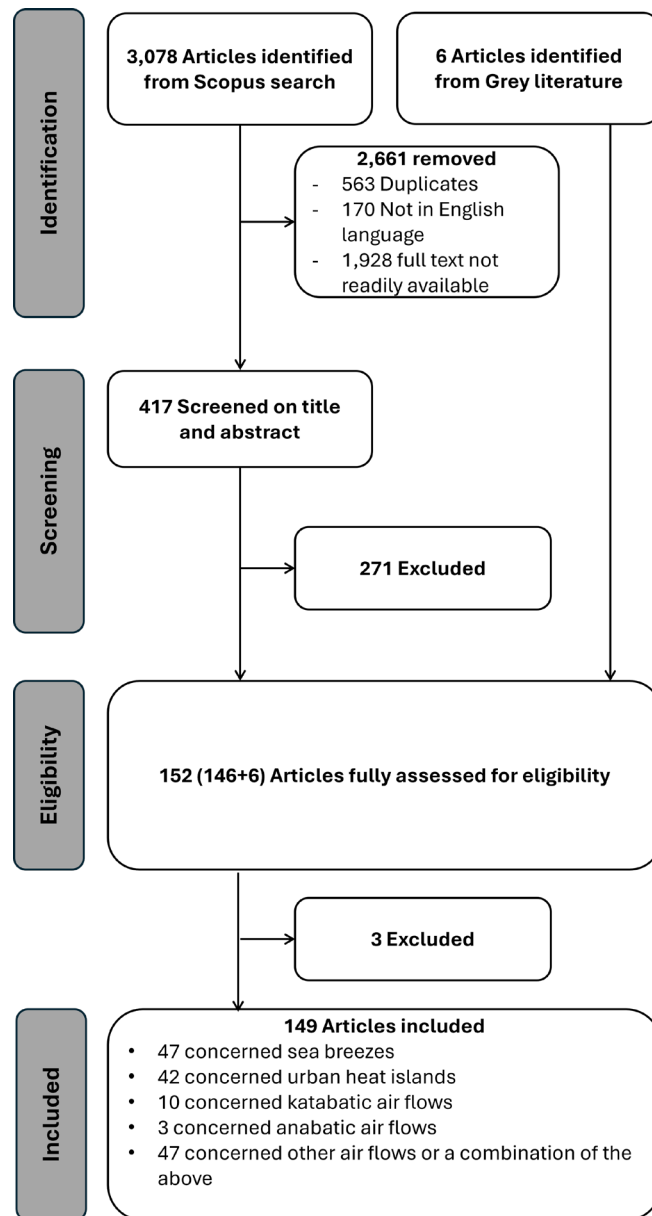 Identification
3,078 Articles identified
from Scopus search
6 Articles identified
from Grey literature
2,661 removed
- 563 Duplicates
- 170 Not in English
language
- 1,928 full text not
readily available
Screening
417 Screened on title
and abstract
271 Excluded
Eligibility
152 (146+6) Articles fully assessed for eligibility
3 Excluded
Included
149 Articles included
• 47 concerned sea breezes
• 42 concerned urban heat islands
• 10 concerned katabatic air flows
• 3 concerned anabatic air flows
• 47 concerned other air flows or a combination of the
above